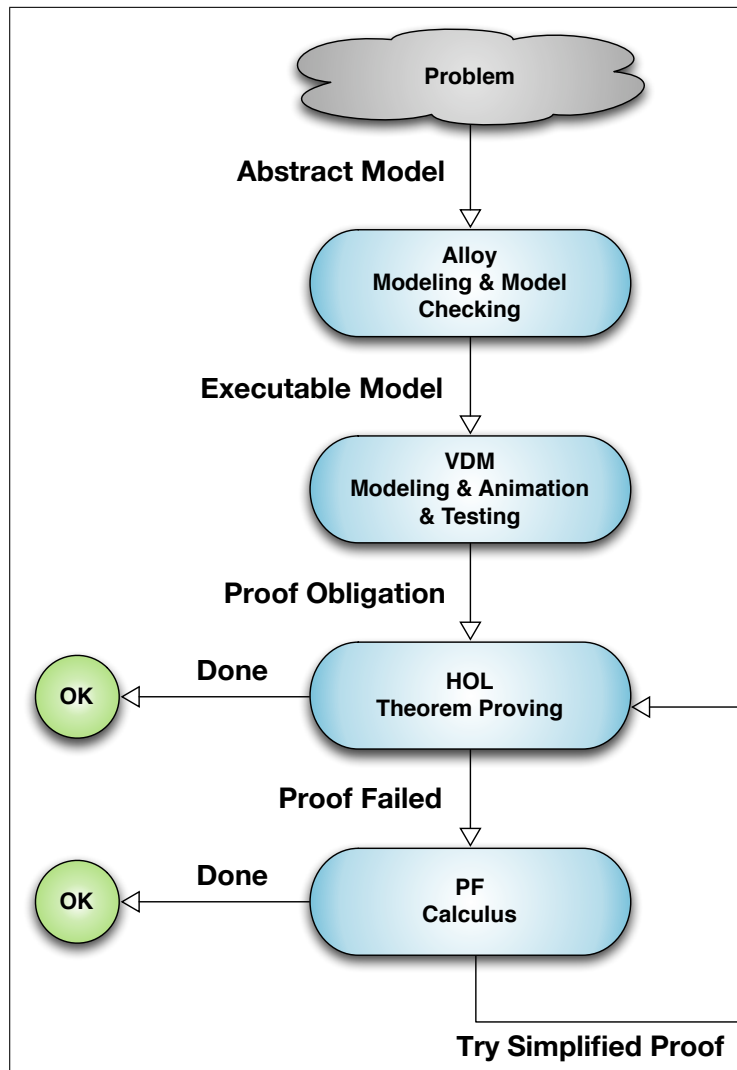 Problem
Abstract Model
Alloy
Modeling & Model
Checking
Executable Model
VDM
Modeling & Animation
& Testing
Proof Obligation
Done
OK
HOL
Theorem Proving
Proof Failed
Done
OK
PF
Calculus
Try Simplified Proof